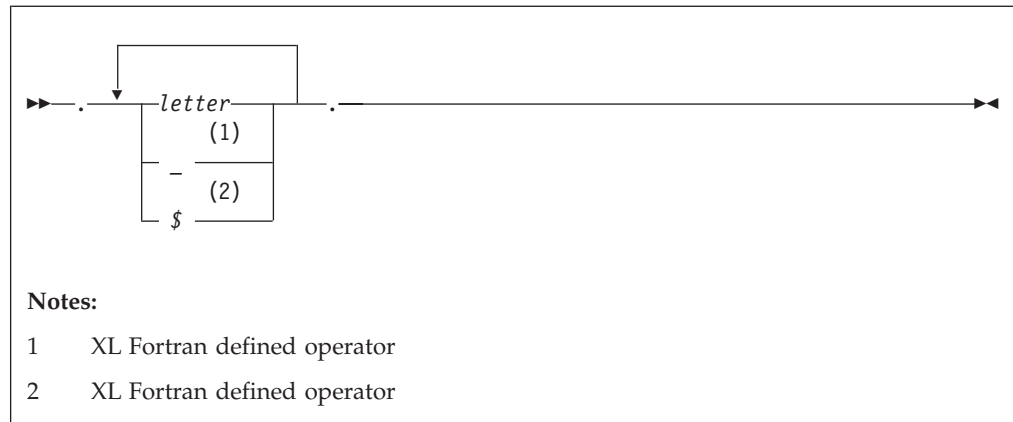 . letter .
(1)
_
(2)
$
Notes:
1 XL Fortran defined operator
2 XL Fortran defined operator